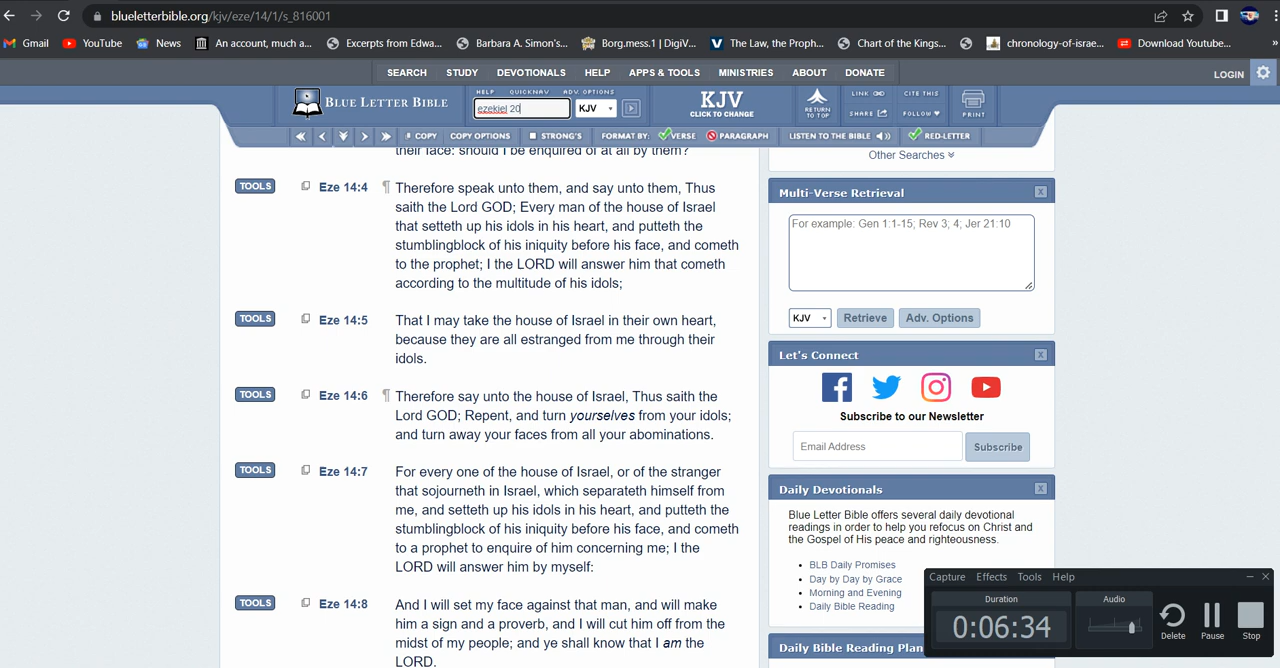 blueletterbible.org/kjv/eze/14/1/s_816001
Gmail
YouTube
News
An account, much a...
Excerpts from Edwa...
Barbara A. Simon's...
Borg.mess.1 | DigiV...
The Law, the Proph...
Chart of the Kings...
chronology-of-israe...
Download Youtube...
»
SEARCH STUDY DEVOTIONALS HELP APPS & TOOLS MINISTRIES ABOUT DONATE
LOGIN
BLUE LETTER BIBLE
HELP QUICKNAV ADV. OPTIONS
ezekiel 20
KJV
KJV
CLICK TO CHANGE
RETURN
TO TOP
LINK
CITE THIS
SHARE
FOLLOW
PRINT
COPY
COPY OPTIONS
STRONG'S
FORMAT BY:
VERSE
PARAGRAPH
LISTEN TO THE BIBLE
RED-LETTER
their face: should I be enquired of at all by them?
TOOLS
Eze 14:4
¶ Therefore speak unto them, and say unto them, Thus
saith the Lord GOD; Every man of the house of Israel
that setteth up his idols in his heart, and putteth the
stumblingblock of his iniquity before his face, and cometh
to the prophet; I the LORD will answer him that cometh
according to the multitude of his idols;
TOOLS
Eze 14:5
That I may take the house of Israel in their own heart,
because they are all estranged from me through their
idols.
TOOLS
Eze 14:6
¶ Therefore say unto the house of Israel, Thus saith the
Lord GOD; Repent, and turn yourselves from your idols;
and turn away your faces from all your abominations.
TOOLS
Eze 14:7
For every one of the house of Israel, or of the stranger
that sojourneth in Israel, which separateth himself from
me, and setteth up his idols in his heart, and putteth the
stumblingblock of his iniquity before his face, and cometh
to a prophet to enquire of him concerning me; I the
LORD will answer him by myself:
TOOLS
Eze 14:8
And I will set my face against that man, and will make
him a sign and a proverb, and I will cut him off from the
midst of my people; and ye shall know that I am the
LORD.
Other Searches
Multi-Verse Retrieval
X
For example: Gen 1:1-15; Rev 3; 4; Jer 21:10
KJV
Retrieve
Adv. Options
Let's Connect
X
Subscribe to our Newsletter
Email Address
Subscribe
Daily Devotionals
X
Blue Letter Bible offers several daily devotional
readings in order to help you refocus on Christ and
the Gospel of His peace and righteousness.
• BLB Daily Promises
• Day by Day by Grace
• Morning and Evening
• Daily Bible Reading
Daily Bible Reading Plan
Capture Effects Tools Help
Duration
0:06:34
Audio
Delete
Pause
Stop